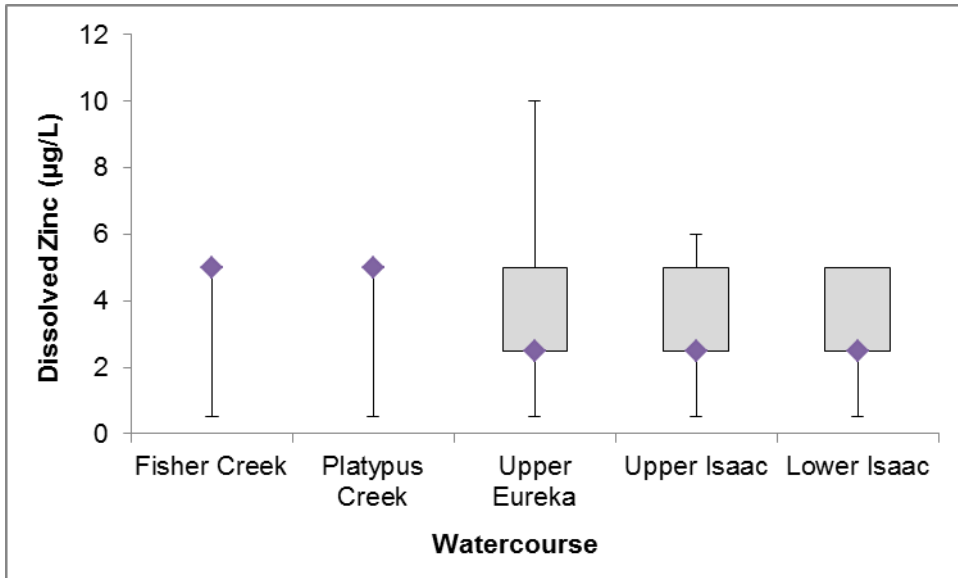 12
10
8
6
4
2
0
Dissolved Zinc (µg/L)
Fisher Creek
Platypus
Creek
Upper
Eureka
Upper Isaac
Lower Isaac
Watercourse